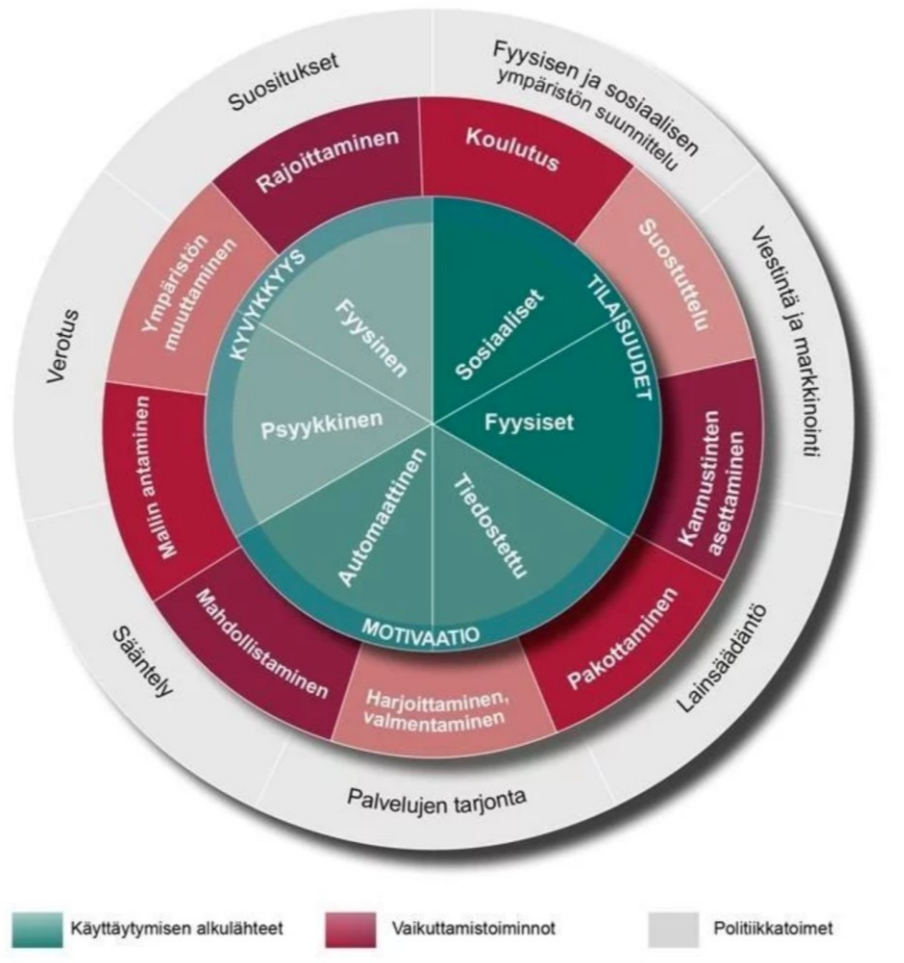 Suositukset
Fyysisen ja sosiaalisen
ympäristön suunnittelu
Viestintä ja markkinointi
Lainsäädäntö
Palvelujen tarjonta
Sääntely
Verotus
Rajoittaminen
Koulutus
Suostuttelu
Kannustinten
asettaminen
Pakottaminen
Harjoittaminen,
valmentaminen
Mahdollistaminen
Mallin antaminen
Ympäristön
muuttaminen
KYVYKKYYS
TILAISUUDET
MOTIVAATIO
Fyysinen
Sosiaaliset
Psyykkinen
Fyysiset
Automaattinen
Tiedostettu
Käyttäytymisen alkulähteet
Vaikuttamistoiminnot
Politiikkatoimet